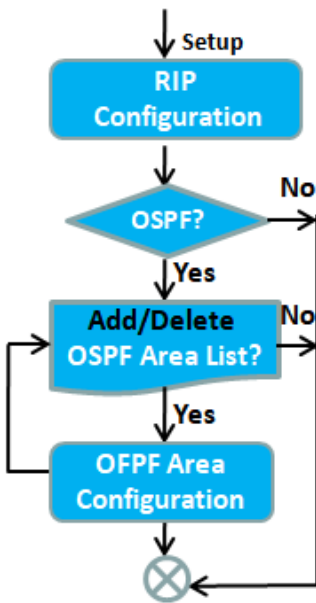 Setup
RIP
Configuration
No
OSPF?
Yes
Add/Delete
No
OSPF Area List?
Yes
OFPF Area
Configuration